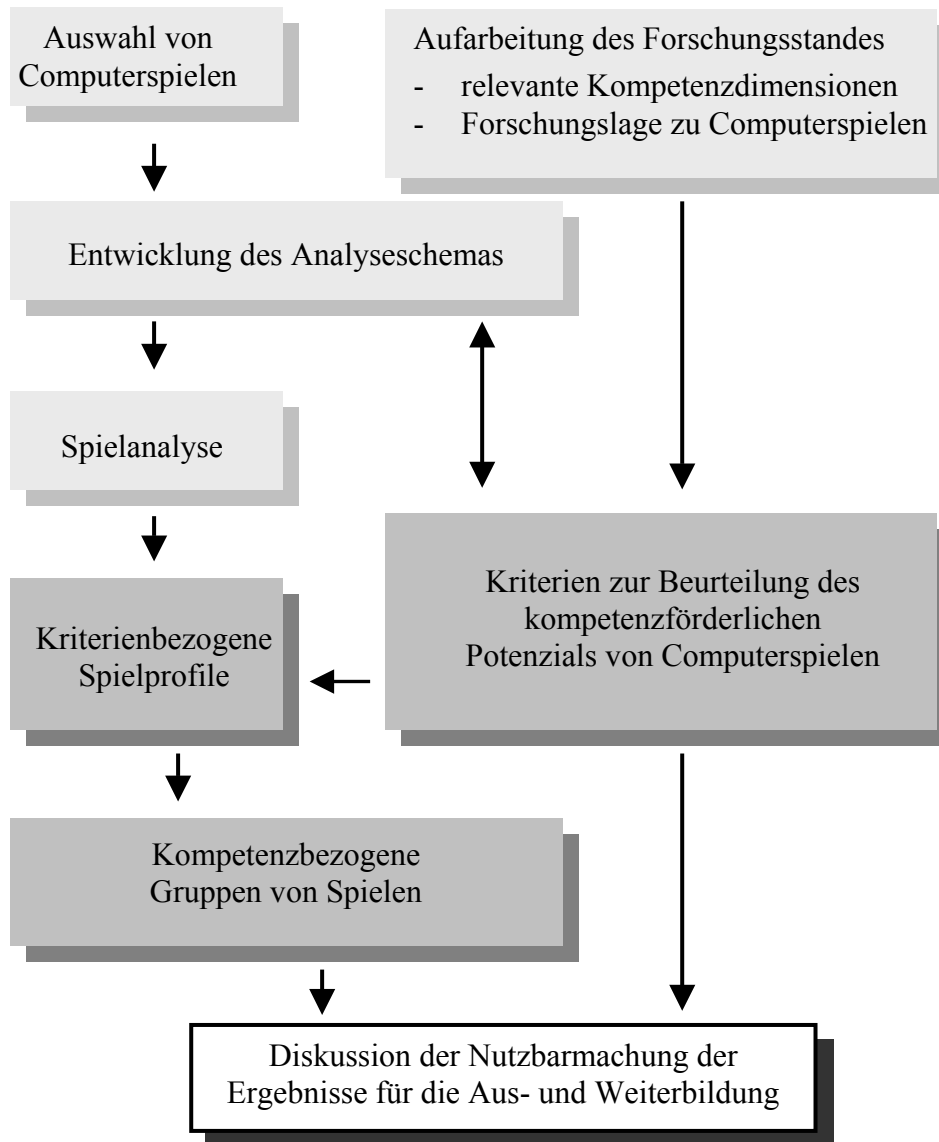 Auswahl von
Computerspielen
Aufarbeitung des Forschungsstandes
- relevante Kompetenzdimensionen
- Forschungslage zu Computerspielen
Entwicklung des Analyseschemas
Spielanalyse
Kriterien zur Beurteilung des
kompetenzförderlichen
Potenzials von Computerspielen
Kriterienbezogene
Spielprofile
Kompetenzbezogene
Gruppen von Spielen
Diskussion der Nutzbarmachung der
Ergebnisse für die Aus- und Weiterbildung